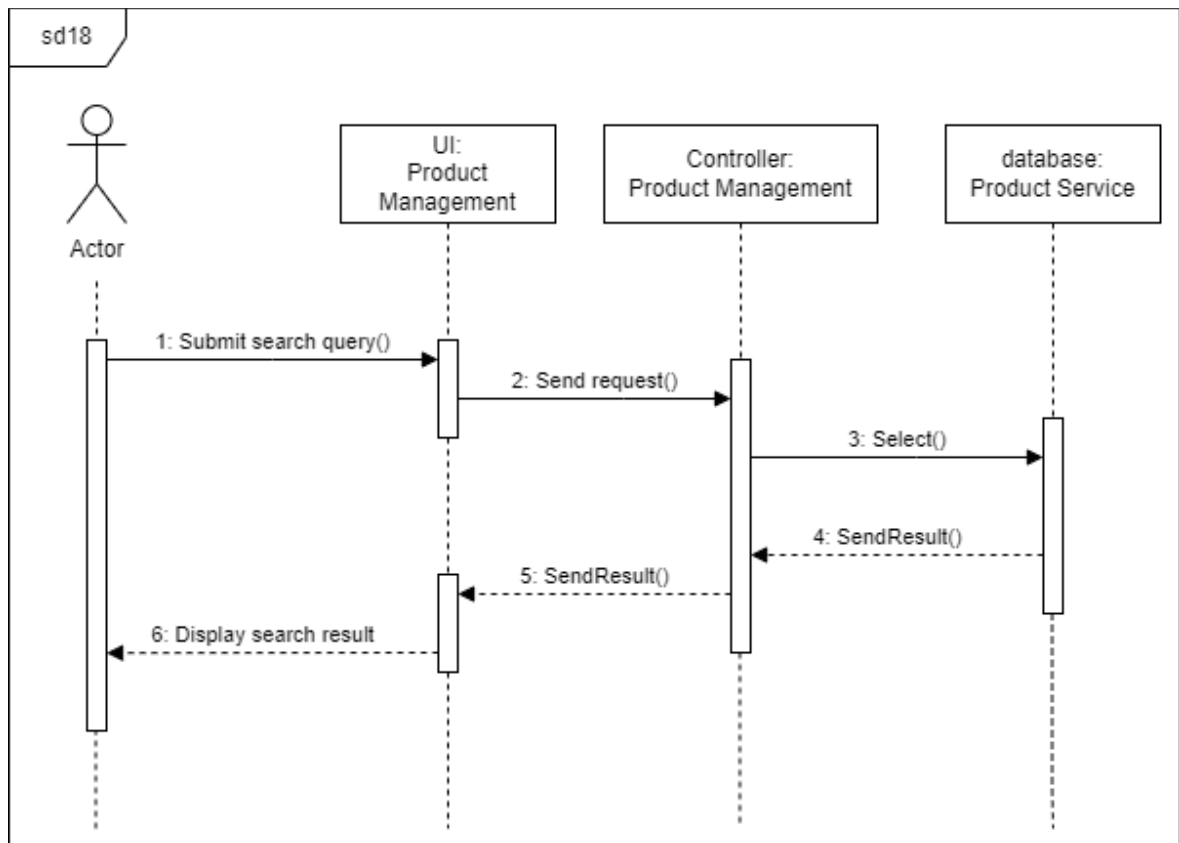 sd18
Actor
UI:
Product
Management
Controller:
Product Management
database:
Product Service
1: Submit search query()
2: Send request()
3: Select()
4: SendResult()
5: SendResult()
6: Display search result